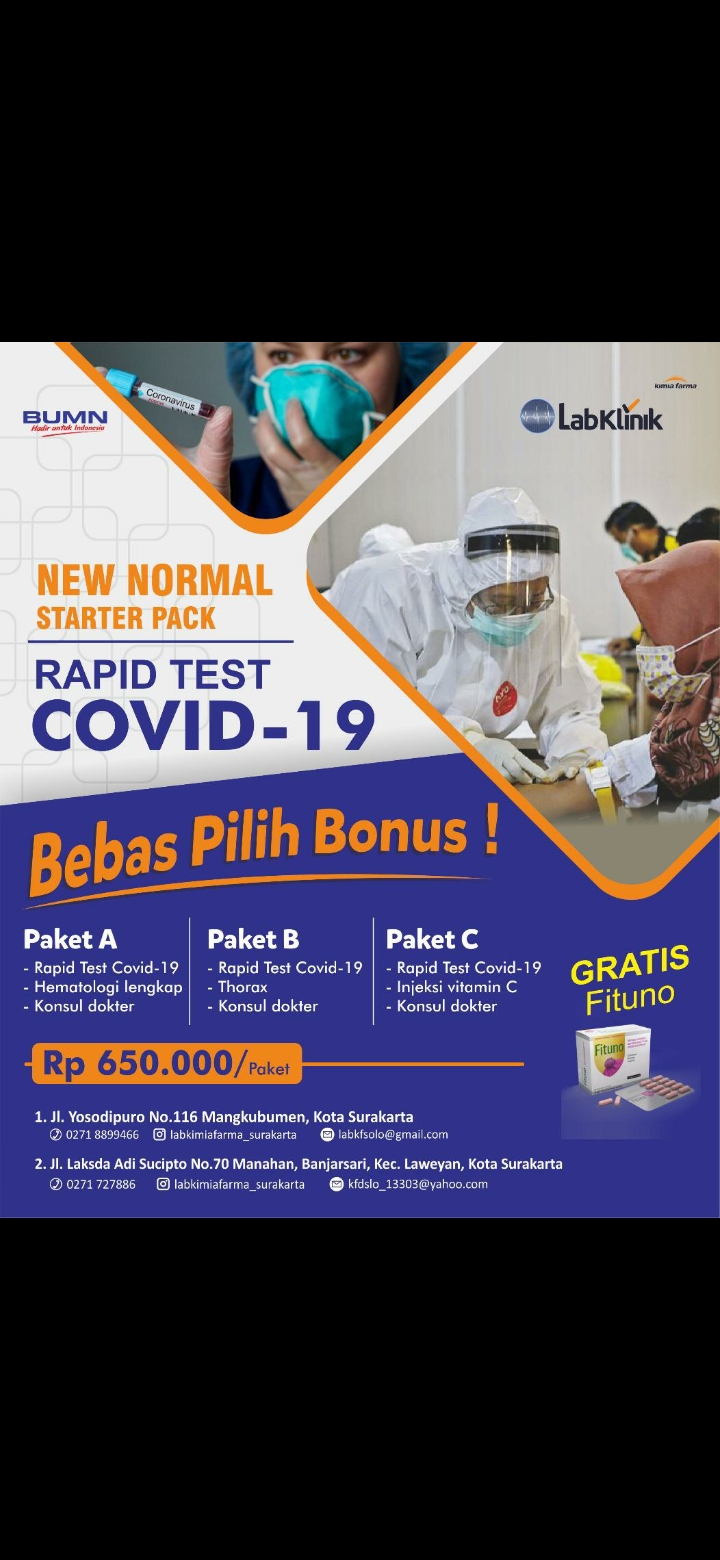 Coronavirus
BUMN
Hadir untuk Indonesia
kimia farma
LabKlinik
NEW NORMAL
STARTER PACK
RAPID TEST
COVID-19
Bebas Pilih Bonus !
Paket A
- Rapid Test Covid-19
- Hematologi lengkap
- Konsul dokter
Paket B
- Rapid Test Covid-19
- Thorax
- Konsul dokter
Paket C
- Rapid Test Covid-19
- Injeksi vitamin C
- Konsul dokter
GRATIS
Fituno
Fituno
Rp 650.000/Paket
1. Jl. Yosodipuro No.116 Mangkubumen, Kota Surakarta
0271 8899466 labkimiafarma_surakarta labkfsolo@gmail.com
2. Jl. Laksda Adi Sucipto No.70 Manahan, Banjarsari, Kec. Laweyan, Kota Surakarta
0271 727886 labkimiafarma_surakarta kfdslo_13303@yahoo.com